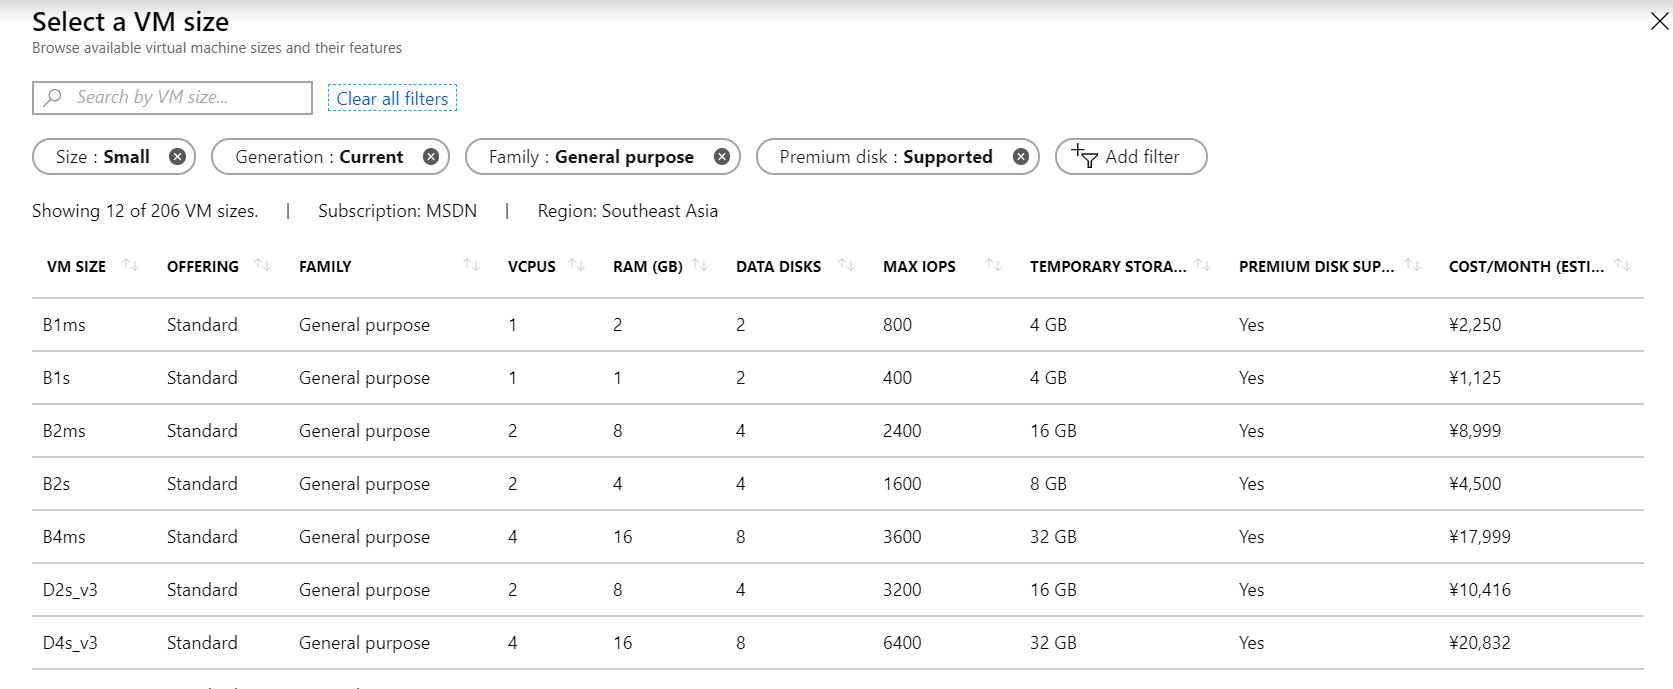 Select a VM size
Browse available virtual machine sizes and their features
Search by VM size... Clear all filters
Size : Small Generation : Current Family : General purpose Premium disk : Supported Add filter
Showing 12 of 206 VM sizes. | Subscription: MSDN | Region: Southeast Asia
VM SIZE OFFERING FAMILY VCPUS RAM (GB) DATA DISKS MAX IOPS TEMPORARY STORA... PREMIUM DISK SUP... COST/MONTH (ESTI...
B1ms Standard General purpose 1 2 2 800 4 GB Yes ¥2,250
B1s Standard General purpose 1 1 2 400 4 GB Yes ¥1,125
B2ms Standard General purpose 2 8 4 2400 16 GB Yes ¥8,999
B2s Standard General purpose 2 4 4 1600 8 GB Yes ¥4,500
B4ms Standard General purpose 4 16 8 3600 32 GB Yes ¥17,999
D2s_v3 Standard General purpose 2 8 4 3200 16 GB Yes ¥10,416
D4s_v3 Standard General purpose 4 16 8 6400 32 GB Yes ¥20,832